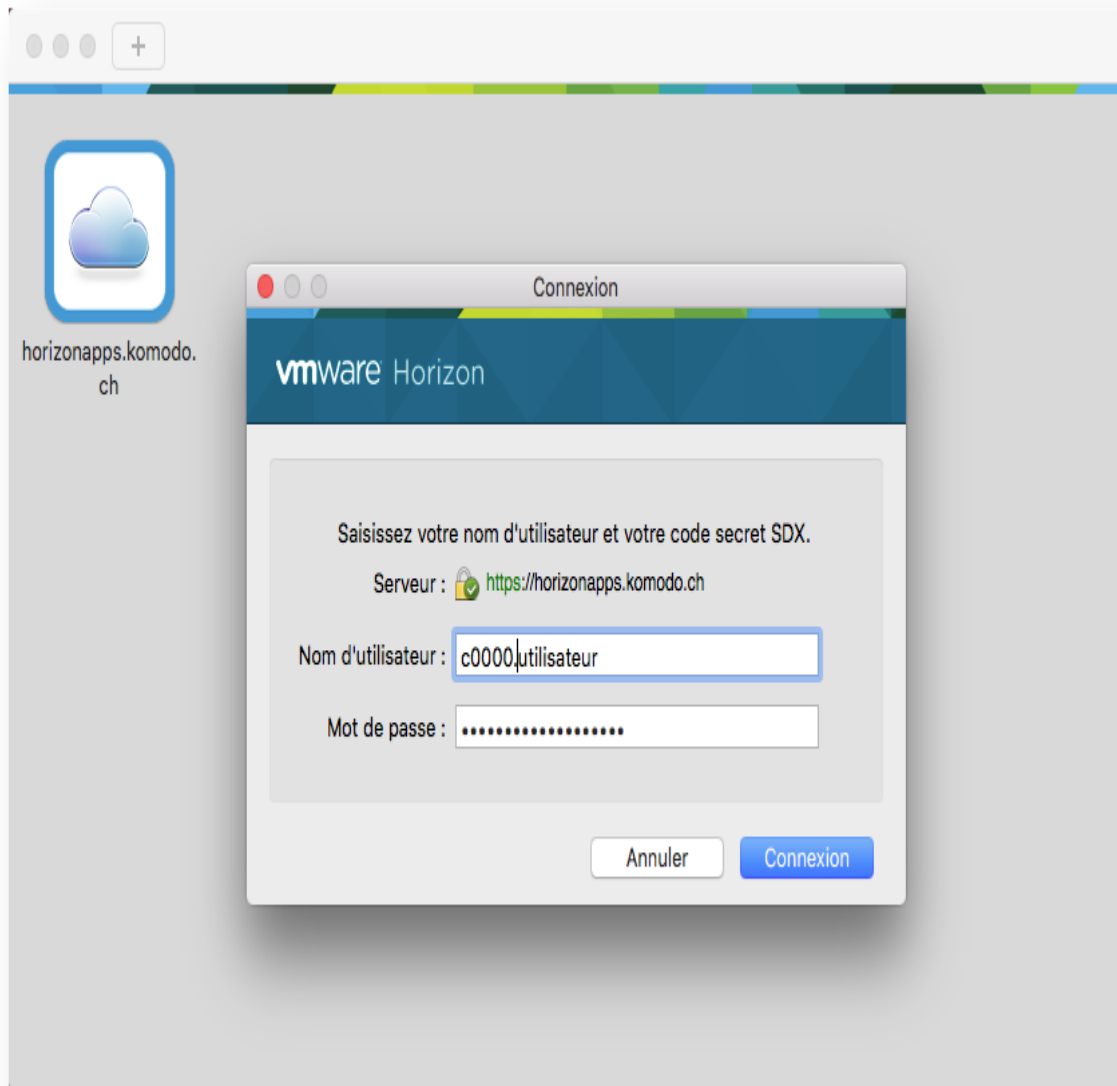 +
horizonapps.komodo.
ch
Connexion
vmware Horizon
Saisissez votre nom d'utilisateur et votre code secret SDX.
Serveur : https://horizonapps.komodo.ch
Nom d'utilisateur : c0000.utilisateur
Mot de passe : •••••••••••••••••••
Annuler Connexion